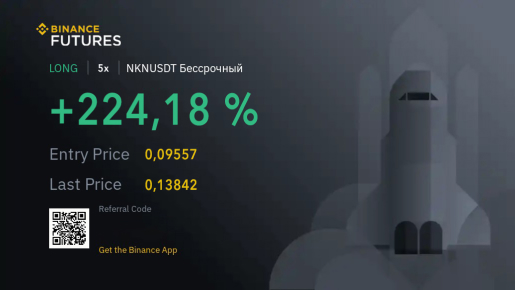 BINANCE
FUTURES
LONG | 5x | NKNUSDT Бессрочный
+224,18 %
Entry Price 0,09557
Last Price 0,13842
Referral Code
Get the Binance App